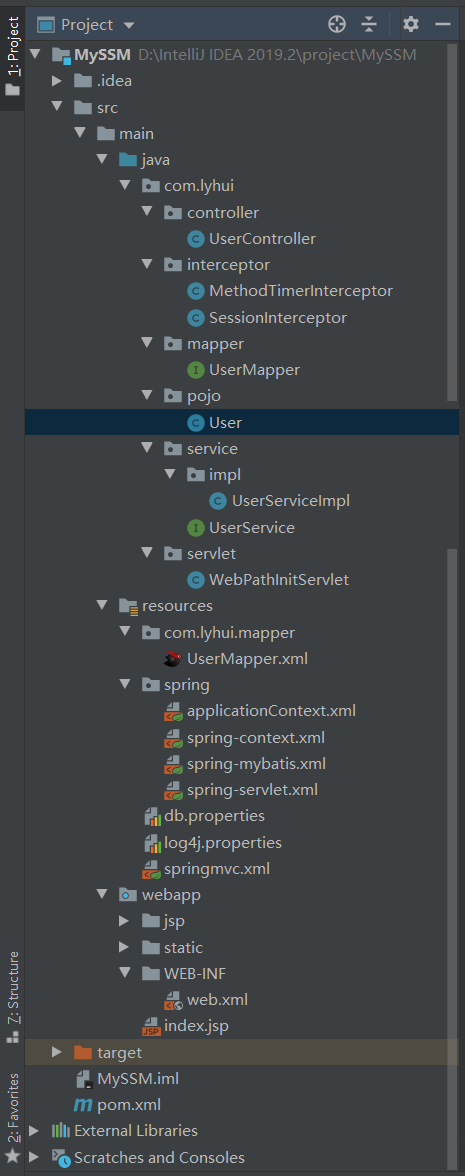 1: Project
Project
MySSM D:\IntelliJ IDEA 2019.2\project\MySSM
.idea
src
main
java
com.lyhui
controller
UserController
interceptor
MethodTimerInterceptor
SessionInterceptor
mapper
UserMapper
pojo
User
service
impl
UserServiceImpl
UserService
servlet
WebPathInitServlet
resources
com.lyhui.mapper
UserMapper.xml
spring
applicationContext.xml
spring-context.xml
spring-mybatis.xml
spring-servlet.xml
db.properties
log4j.properties
springmvc.xml
webapp
jsp
static
WEB-INF
web.xml
JSP index.jsp
target
MySSM.iml
m pom.xml
External Libraries
Scratches and Consoles
7: Structure
2: Favorites